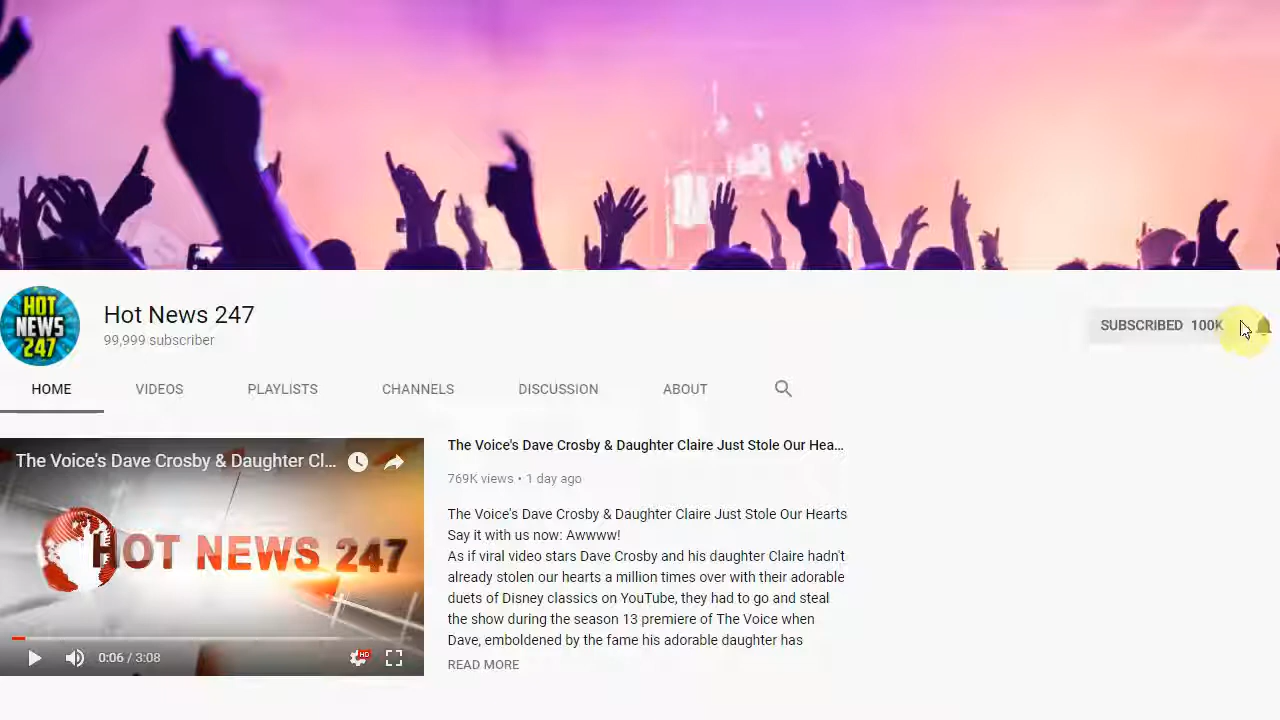 HOT
NEWS
247
Hot News 247
99,999 subscriber
SUBSCRIBED 100K
HOME VIDEOS PLAYLISTS CHANNELS DISCUSSION ABOUT
The Voice's Dave Crosby & Daughter Cl...
HOT NEWS 247
0:06 / 3:08
HD
The Voice's Dave Crosby & Daughter Claire Just Stole Our Hea...
769K views • 1 day ago
The Voice's Dave Crosby & Daughter Claire Just Stole Our Hearts
Say it with us now: Awwww!
As if viral video stars Dave Crosby and his daughter Claire hadn't
already stolen our hearts a million times over with their adorable
duets of Disney classics on YouTube, they had to go and steal
the show during the season 13 premiere of The Voice when
Dave, emboldened by the fame his adorable daughter has
READ MORE